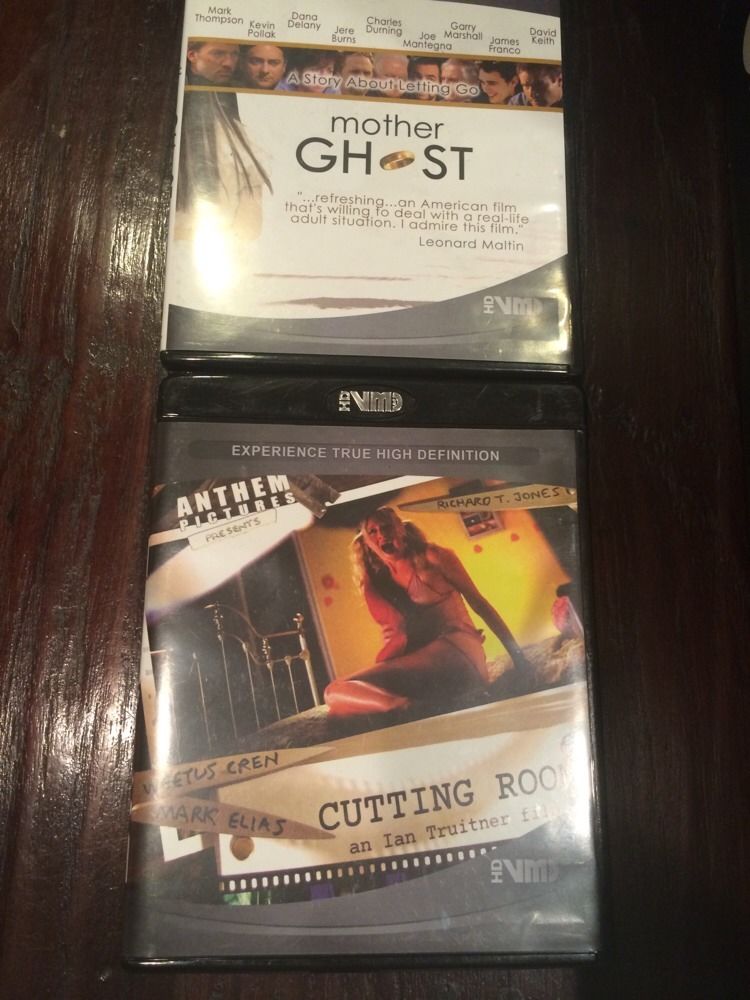 Mark Thompson
Kevin Pollak
Dana Delany
Jere Burns
Charles Durning
Joe Mantegna
Garry Marshall
James Franco
David Keith
A Story About Letting Go
mother
GHOST
"...refreshing...an American film
that's willing to deal with a real-life
adult situation. I admire this film."
Leonard Maltin
HD VMD
HD VMD
EXPERIENCE TRUE HIGH DEFINITION
ANTHEM
PICTURES
PRESENTS
RICHARD T. JONES
WEETUS CREN
MARK ELIAS
CUTTING ROOM
an Ian Truitner
HD VMD